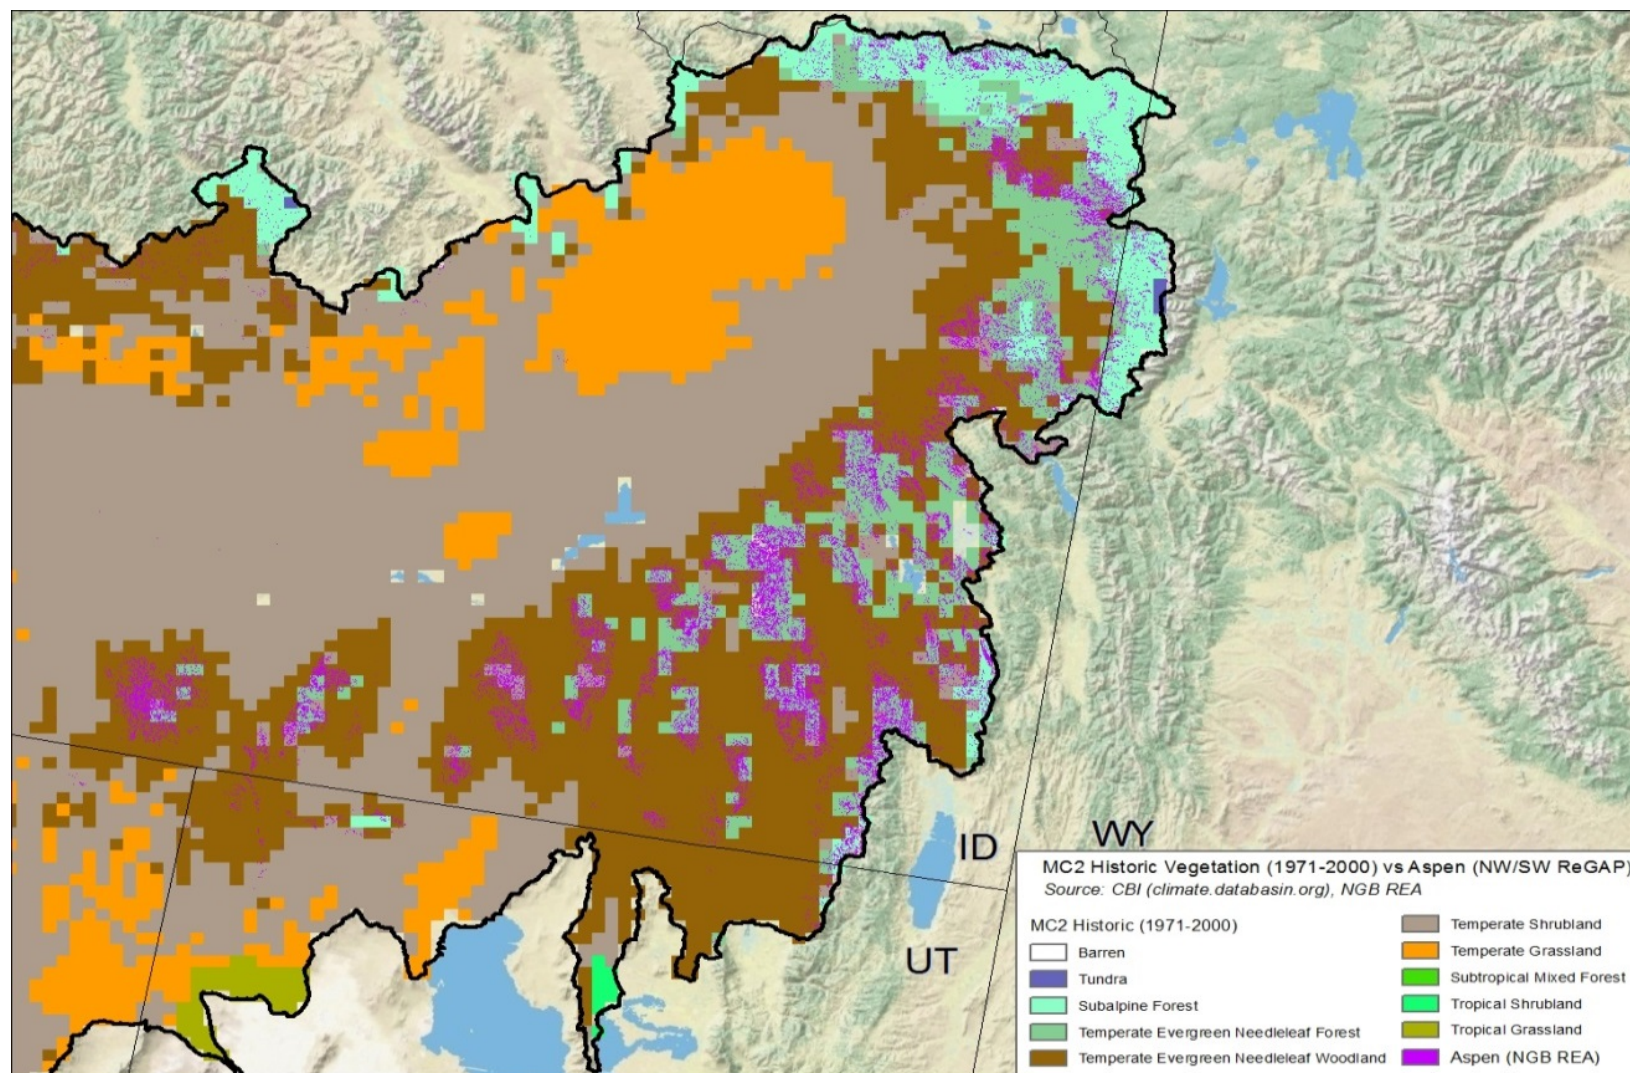 ID
WY
UT
MC2 Historic Vegetation (1971-2000) vs Aspen (NW/SW ReGAP)
Source: CBI (climate.databasin.org), NGB REA
MC2 Historic (1971-2000)
Barren
Tundra
Subalpine Forest
Temperate Evergreen Needleleaf Forest
Temperate Evergreen Needleleaf Woodland
Temperate Shrubland
Temperate Grassland
Subtropical Mixed Forest
Tropical Shrubland
Tropical Grassland
Aspen (NGB REA)